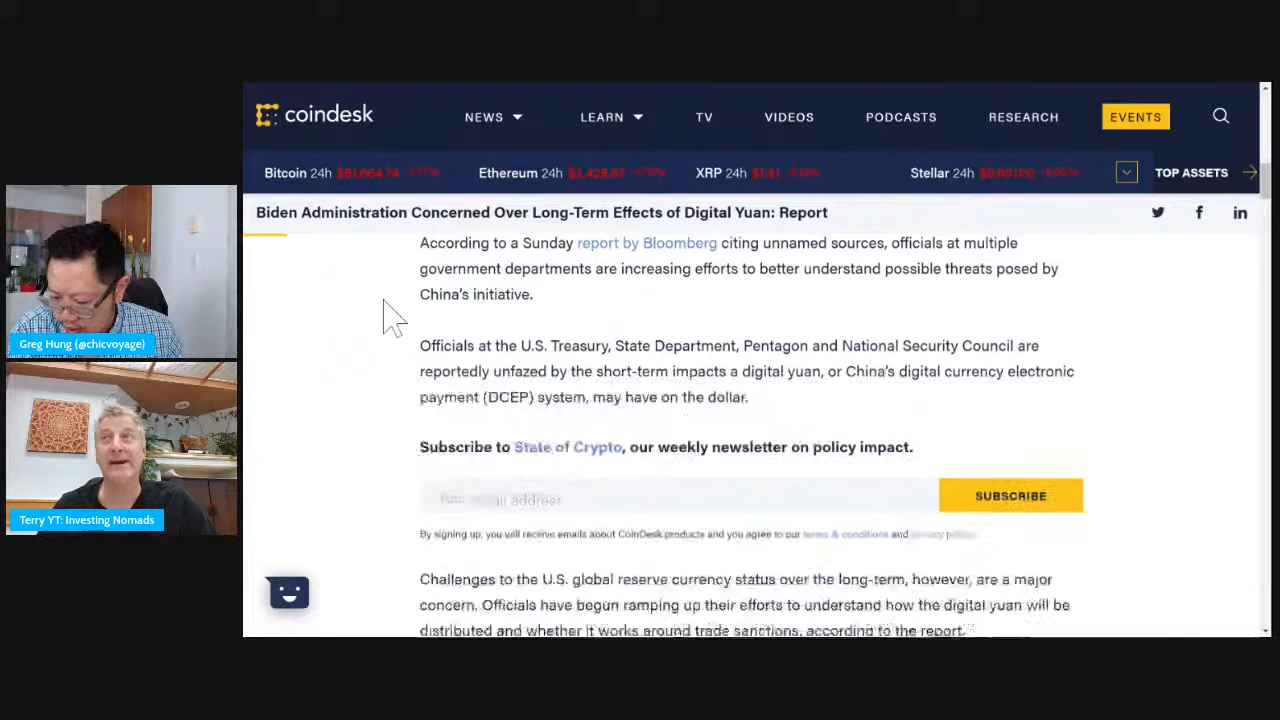 coindesk
NEWS LEARN TV VIDEOS PODCASTS RESEARCH EVENTS
Bitcoin 24h Ethereum 24h XRP 24h Stellar 24h TOP ASSETS
Biden Administration Concerned Over Long-Term Effects of Digital Yuan: Report
According to a Sunday report by Bloomberg citing unnamed sources, officials at multiple
government departments are increasing efforts to better understand possible threats posed by
China's initiative.
Officials at the U.S. Treasury, State Department, Pentagon and National Security Council are
reportedly unfazed by the short-term impacts a digital yuan, or China's digital currency electronic
payment (DCEP) system, may have on the dollar.
Subscribe to State of Crypto, our weekly newsletter on policy impact.
address
SUBSCRIBE
By signing up, you will receive emails about CoinDesk products and you agree to our terms & conditions and
Challenges to the U.S. global reserve currency status over the long-term, however, are a major
concern. Officials have begun ramping up their efforts to understand how the digital yuan will be
distributed and whether it works around trade sanctions, according to the report.
Greg Hung (@chicvoyage)
Terry YT: Investing Nomads